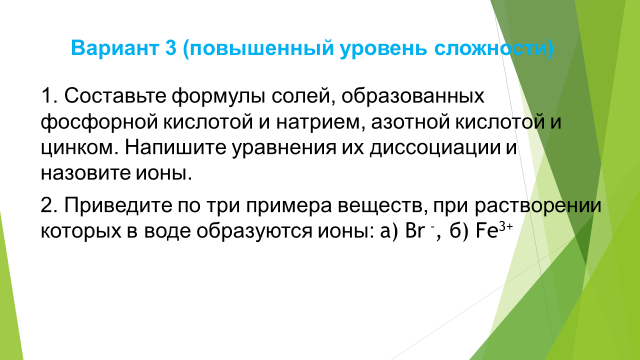 Вариант 3 (повышенный уровень сложности)
1. Составьте формулы солей, образованных
фосфорной кислотой и натрием, азотной кислотой и
цинком. Напишите уравнения их диссоциации и
назовите ионы.
2. Приведите по три примера веществ, при растворении
которых в воде образуются ионы: а) Br ⁻, б) Fe³⁺